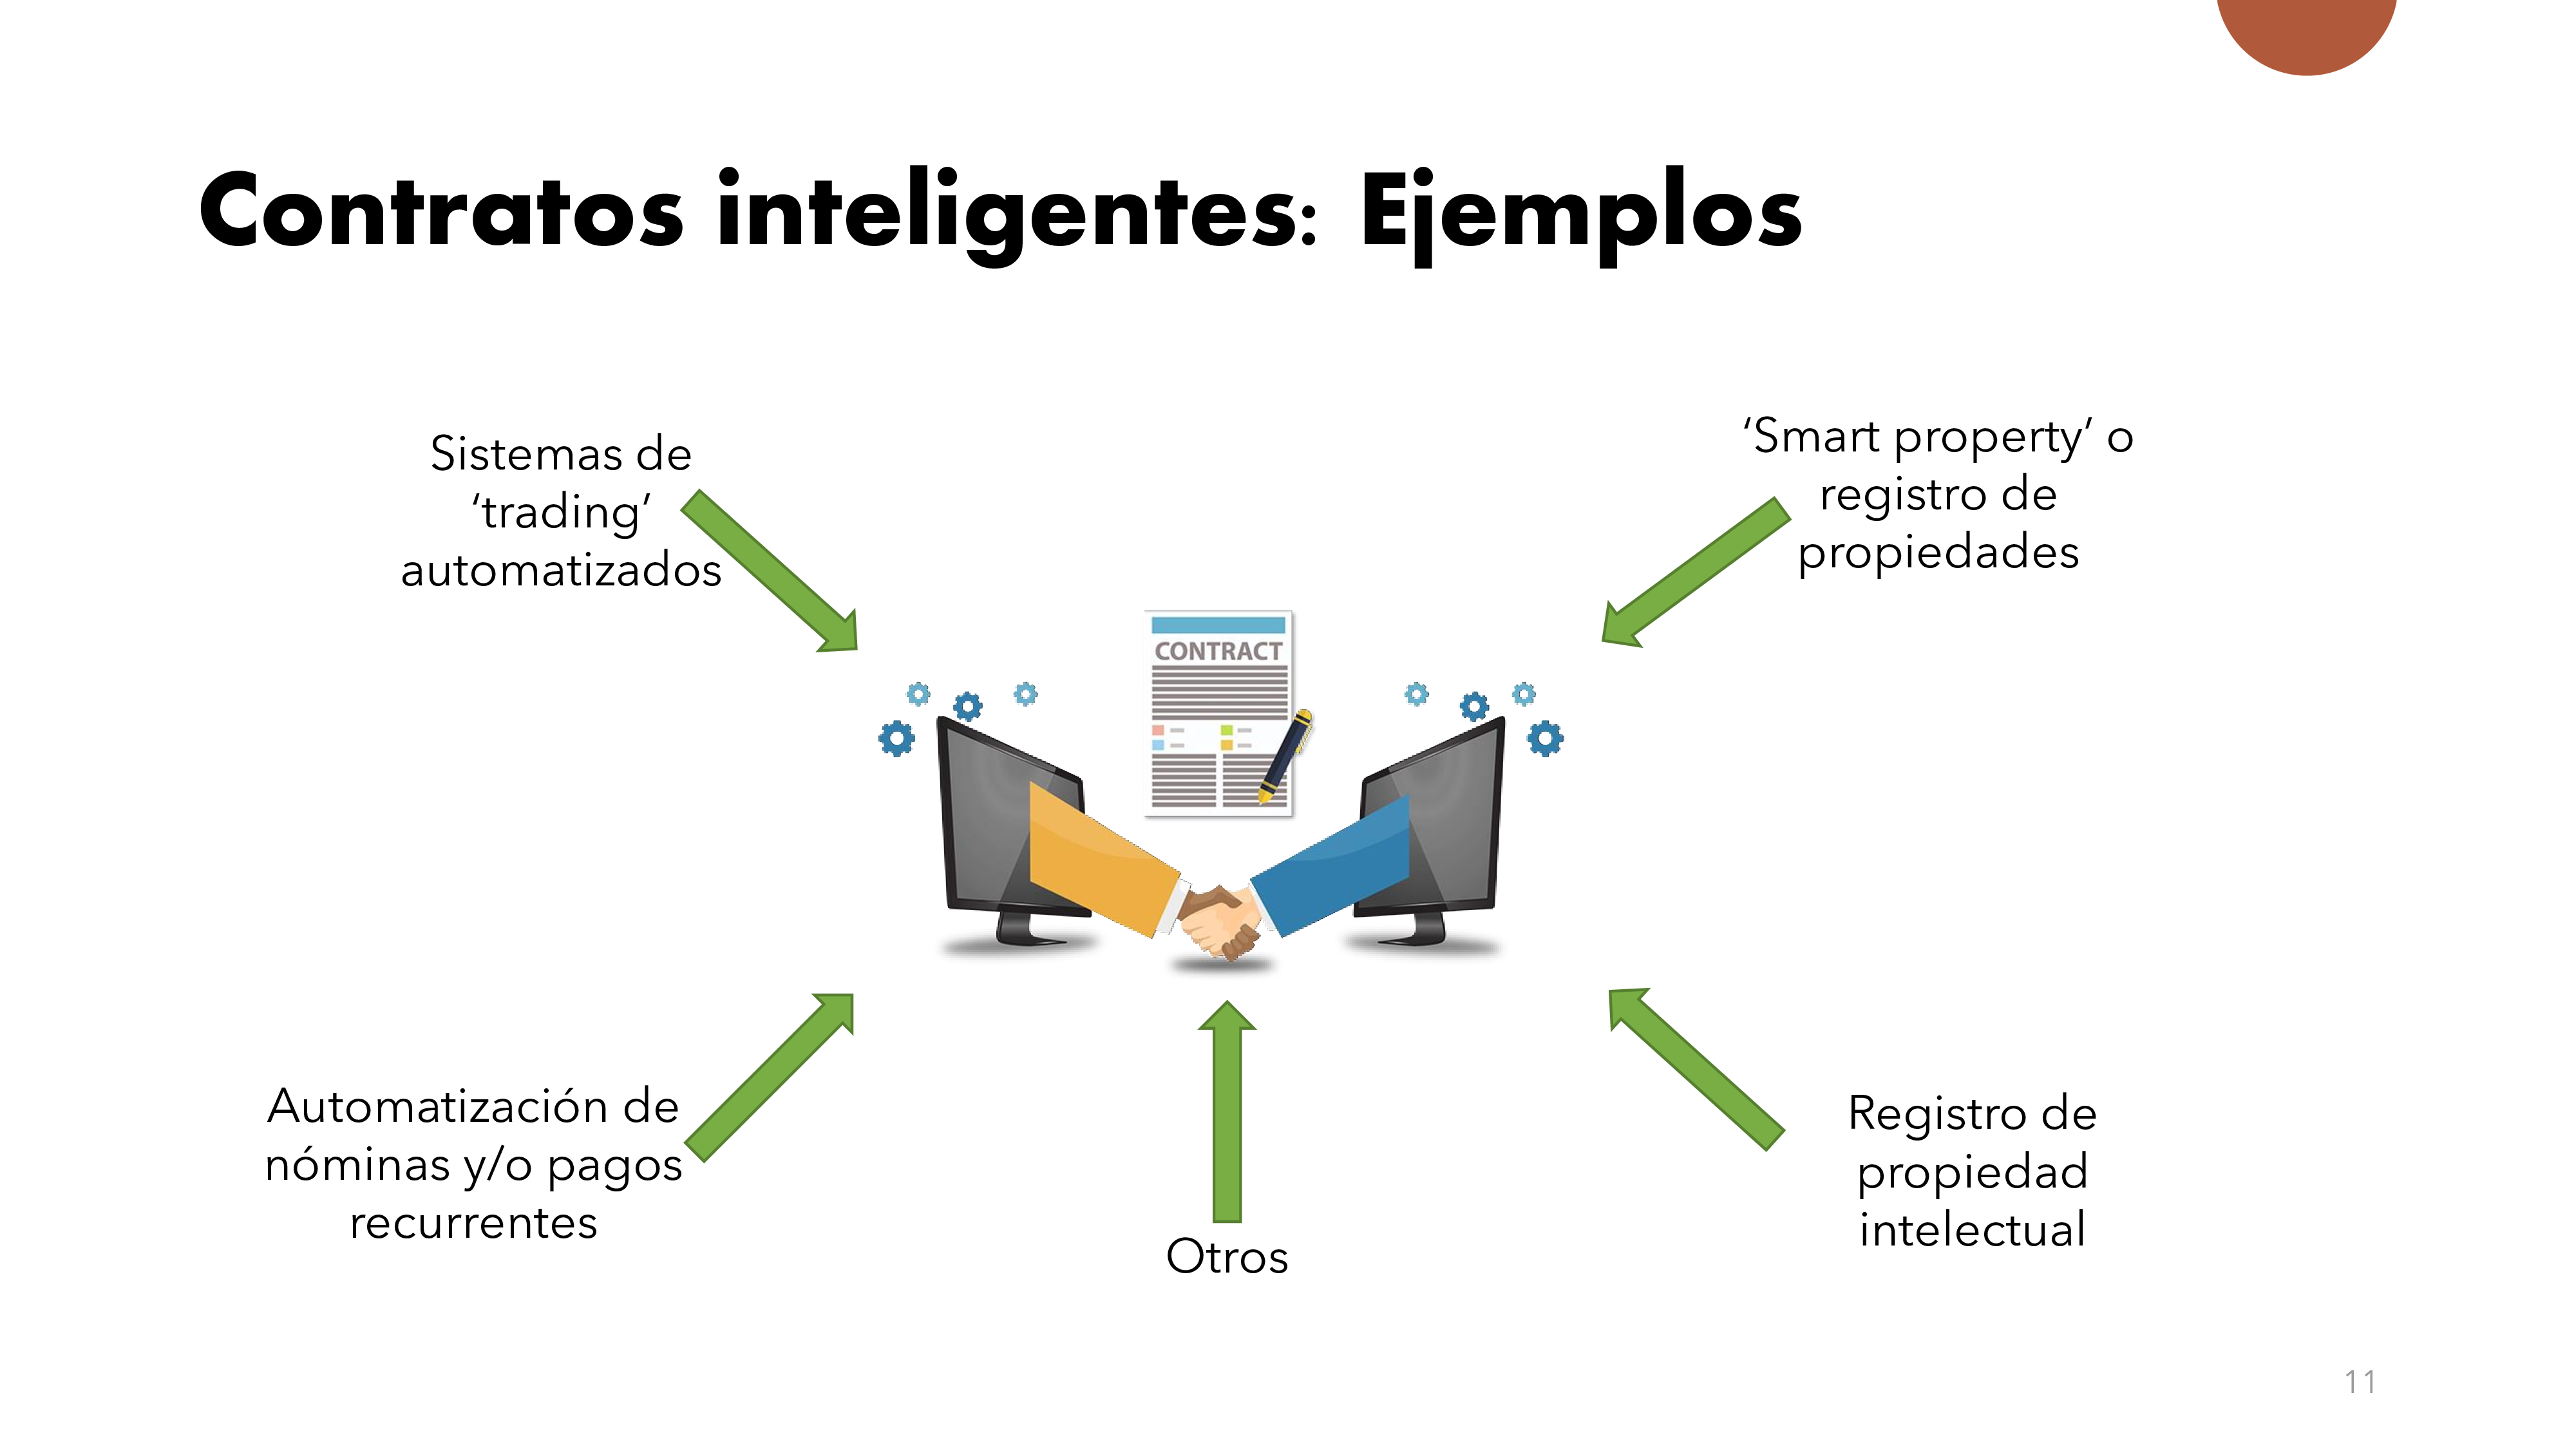 Contratos inteligentes: Ejemplos
Sistemas de
‘trading’
automatizados
‘Smart property’ o
registro de
propiedades
CONTRACT
Automatización de
nóminas y/o pagos
recurrentes
Otros
Registro de
propiedad
intelectual
11